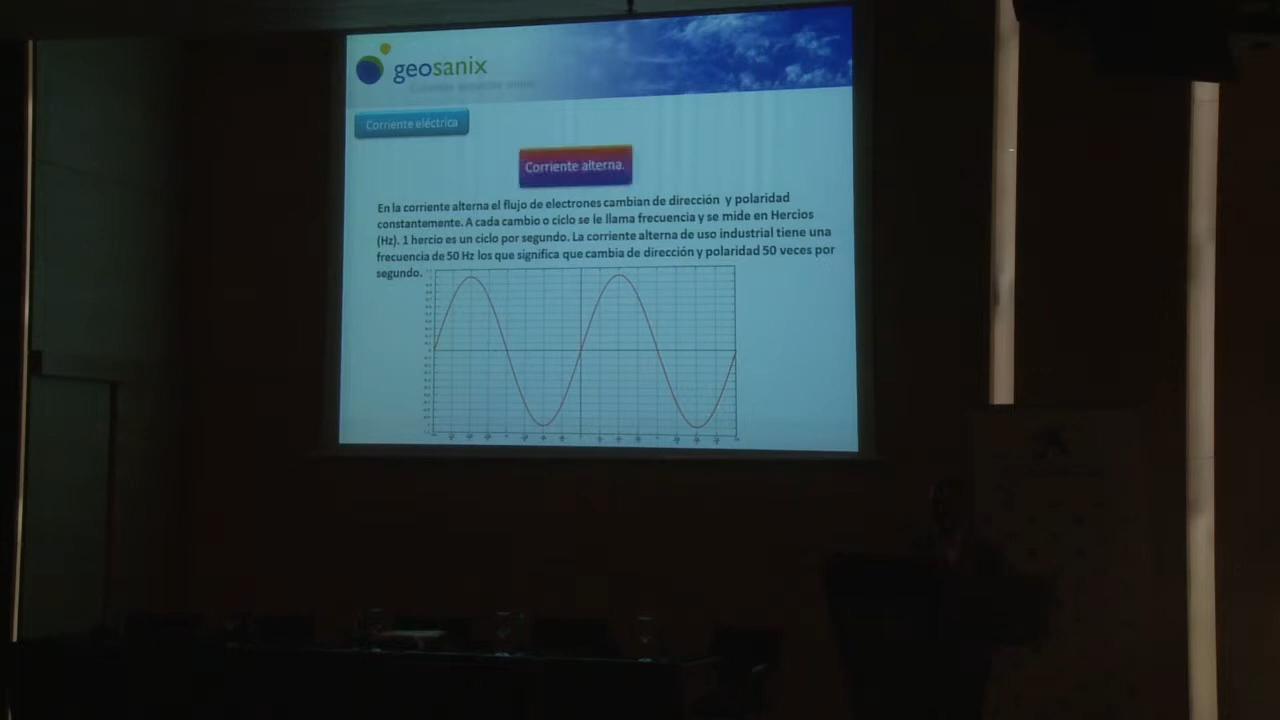 geosanix
Corriente eléctrica
Corriente alterna.
En la corriente alterna el flujo de electrones cambian de dirección y polaridad
constantemente. A cada cambio o ciclo se le llama frecuencia y se mide en Hercios
(Hz). 1 hercio es un ciclo por segundo. La corriente alterna de uso industrial tiene una
frecuencia de 50 Hz los que significa que cambia de dirección y polaridad 50 veces por
segundo.